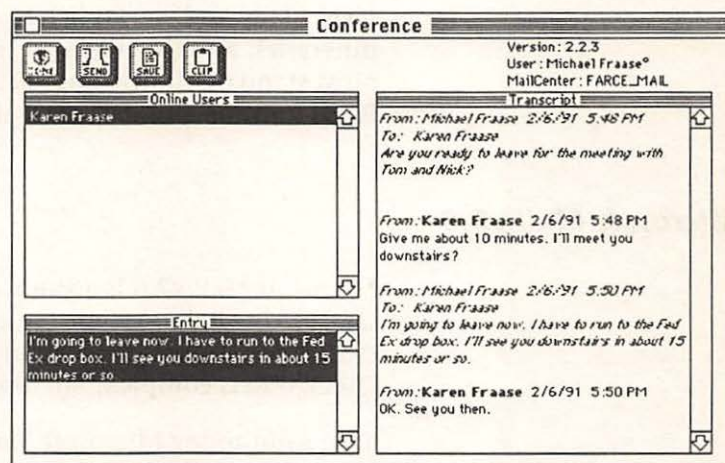 Conference
SEND
SAVE
CLIP
Version: 2.2.3
User: Michael Fraase°
MailCenter: FARCE_MAIL
Online Users
Karen Fraase
Entry
I'm going to leave now. I have to run to the Fed
Ex drop box. I'll see you downstairs in about 15
minutes or so.
Transcript
From: Michael Fraase 2/6/91 5:46 PM
To: Karen Fraase
Are you ready to leave for the meeting with
Tom and Nick?
From: Karen Fraase 2/6/91 5:48 PM
Give me about 10 minutes. I'll meet you
downstairs?
From: Michael Fraase 2/6/91 5:50 PM
To: Karen Fraase
I'm going to leave now. I have to run to the Fed
Ex drop box. I'll see you downstairs in about 15
minutes or so.
From: Karen Fraase 2/6/91 5:50 PM
OK. See you then.